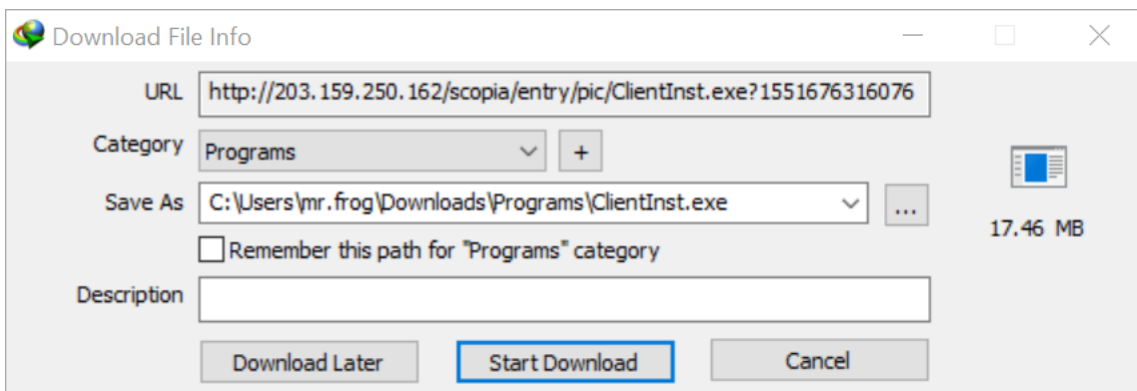 Download File Info
URL http://203.159.250.162/scopia/entry/pic/ClientInst.exe?1551676316076
Category Programs +
Save As C:\Users\mr.frog\Downloads\Programs\ClientInst.exe ...
17.46 MB
Remember this path for "Programs" category
Description
Download Later Start Download Cancel